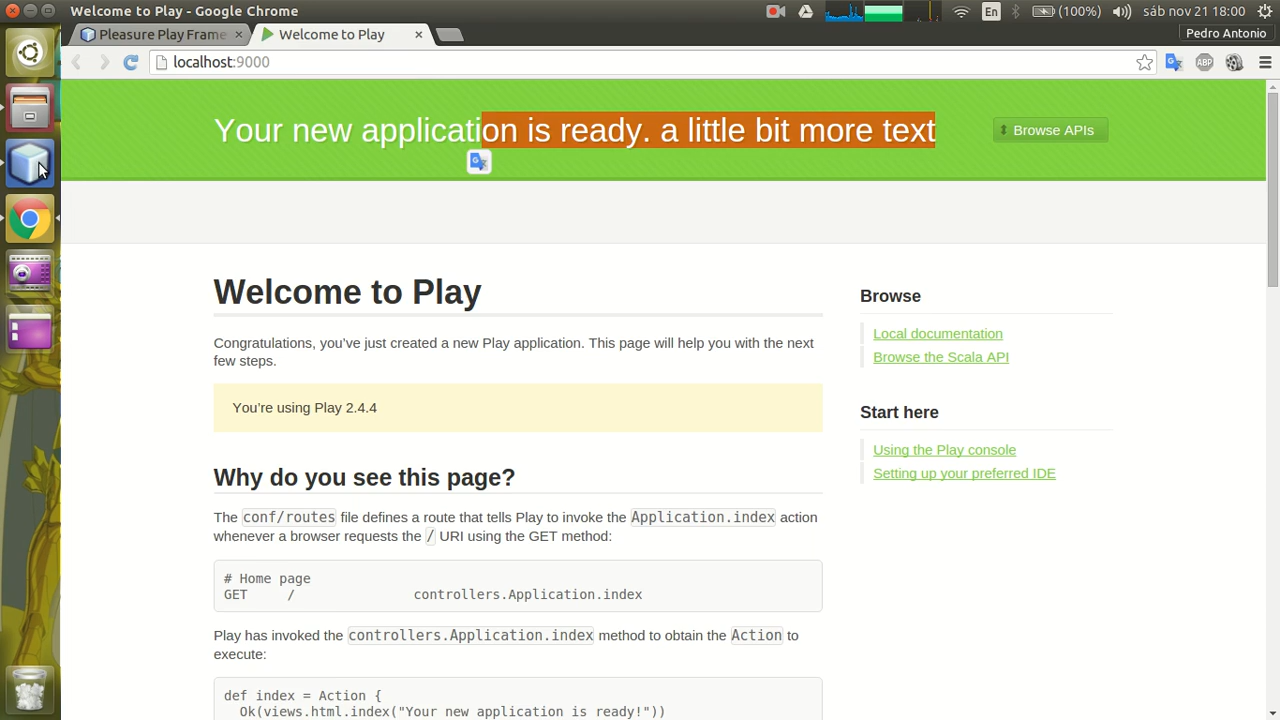 Welcome to Play - Google Chrome
En
(100%)
sáb nov 21 18:00
Pleasure Play Frame
Welcome to Play
Pedro Antonio
localhost:9000
ABP
Your new application is ready. a little bit more text
Browse APIs
Welcome to Play
Congratulations, you’ve just created a new Play application. This page will help you with the next
few steps.
You’re using Play 2.4.4
Why do you see this page?
The conf/routes file defines a route that tells Play to invoke the Application.index action
whenever a browser requests the / URI using the GET method:
# Home page
GET / controllers.Application.index
Play has invoked the controllers.Application.index method to obtain the Action to
execute:
def index = Action {
Ok(views.html.index("Your new application is ready!"))
Browse
Local documentation
Browse the Scala API
Start here
Using the Play console
Setting up your preferred IDE